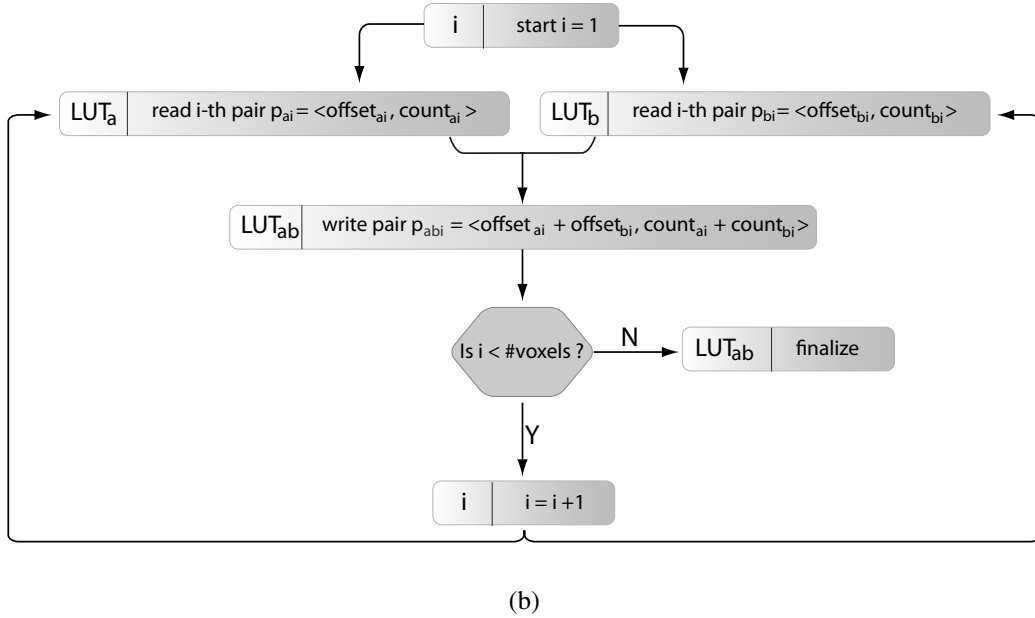 i start i = 1
LUTa read i-th pair pai= <offsetai, countai >
LUTb read i-th pair pbi= <offsetbi, countbi>
LUTab write pair pabi = <offset ai + offsetbi, countai + countbi>
Is i < #voxels ?
N
LUTab finalize
Y
i i = i +1
(b)